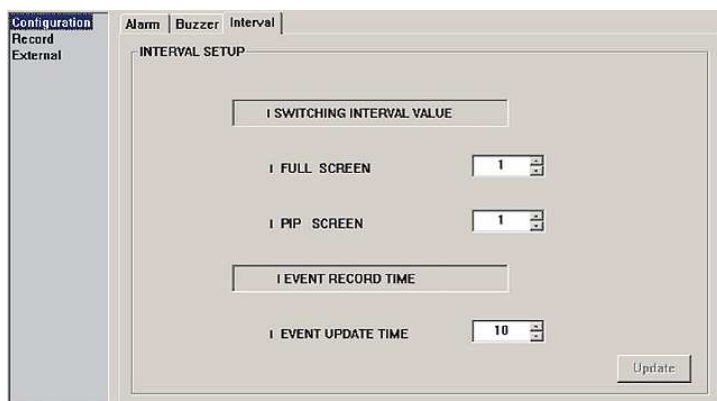 Configuration
Record
External
Alarm Buzzer Interval
INTERVAL SETUP
I SWITCHING INTERVAL VALUE
I FULL SCREEN 1
I PIP SCREEN 1
I EVENT RECORD TIME
I EVENT UPDATE TIME 10
Update